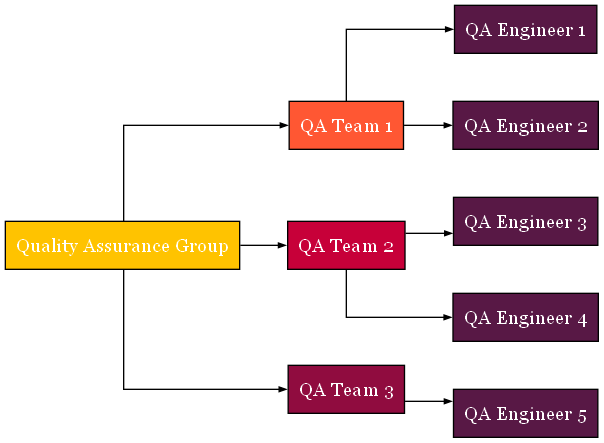 Quality Assurance Group
QA Team 1
QA Team 2
QA Team 3
QA Engineer 1
QA Engineer 2
QA Engineer 3
QA Engineer 4
QA Engineer 5